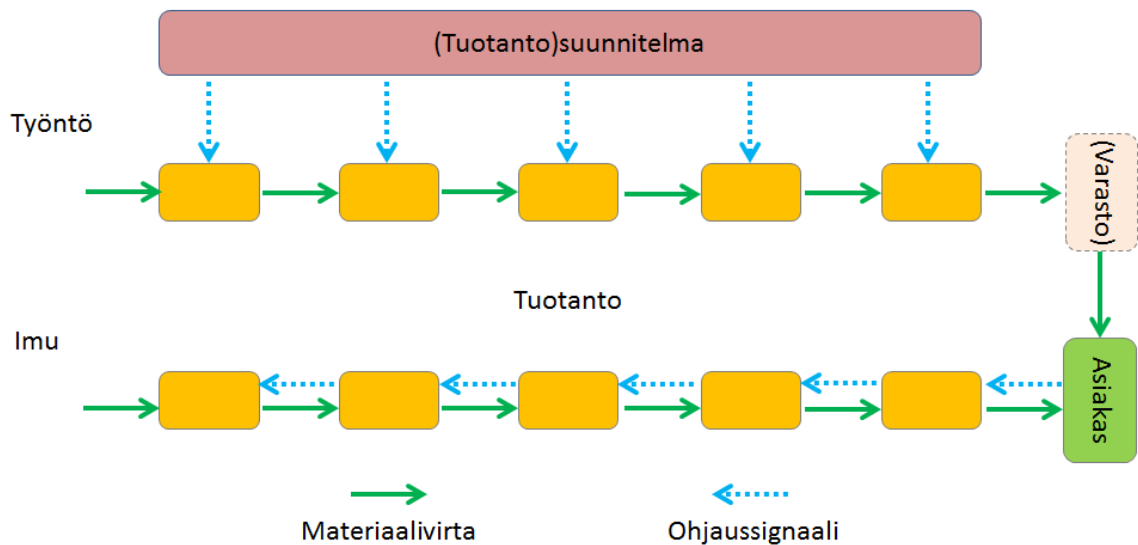 (Tuotanto)suunnitelma
Työntö
(Varasto)
Tuotanto
Imu
Asiakas
Materiaalivirta
Ohjaussignaali